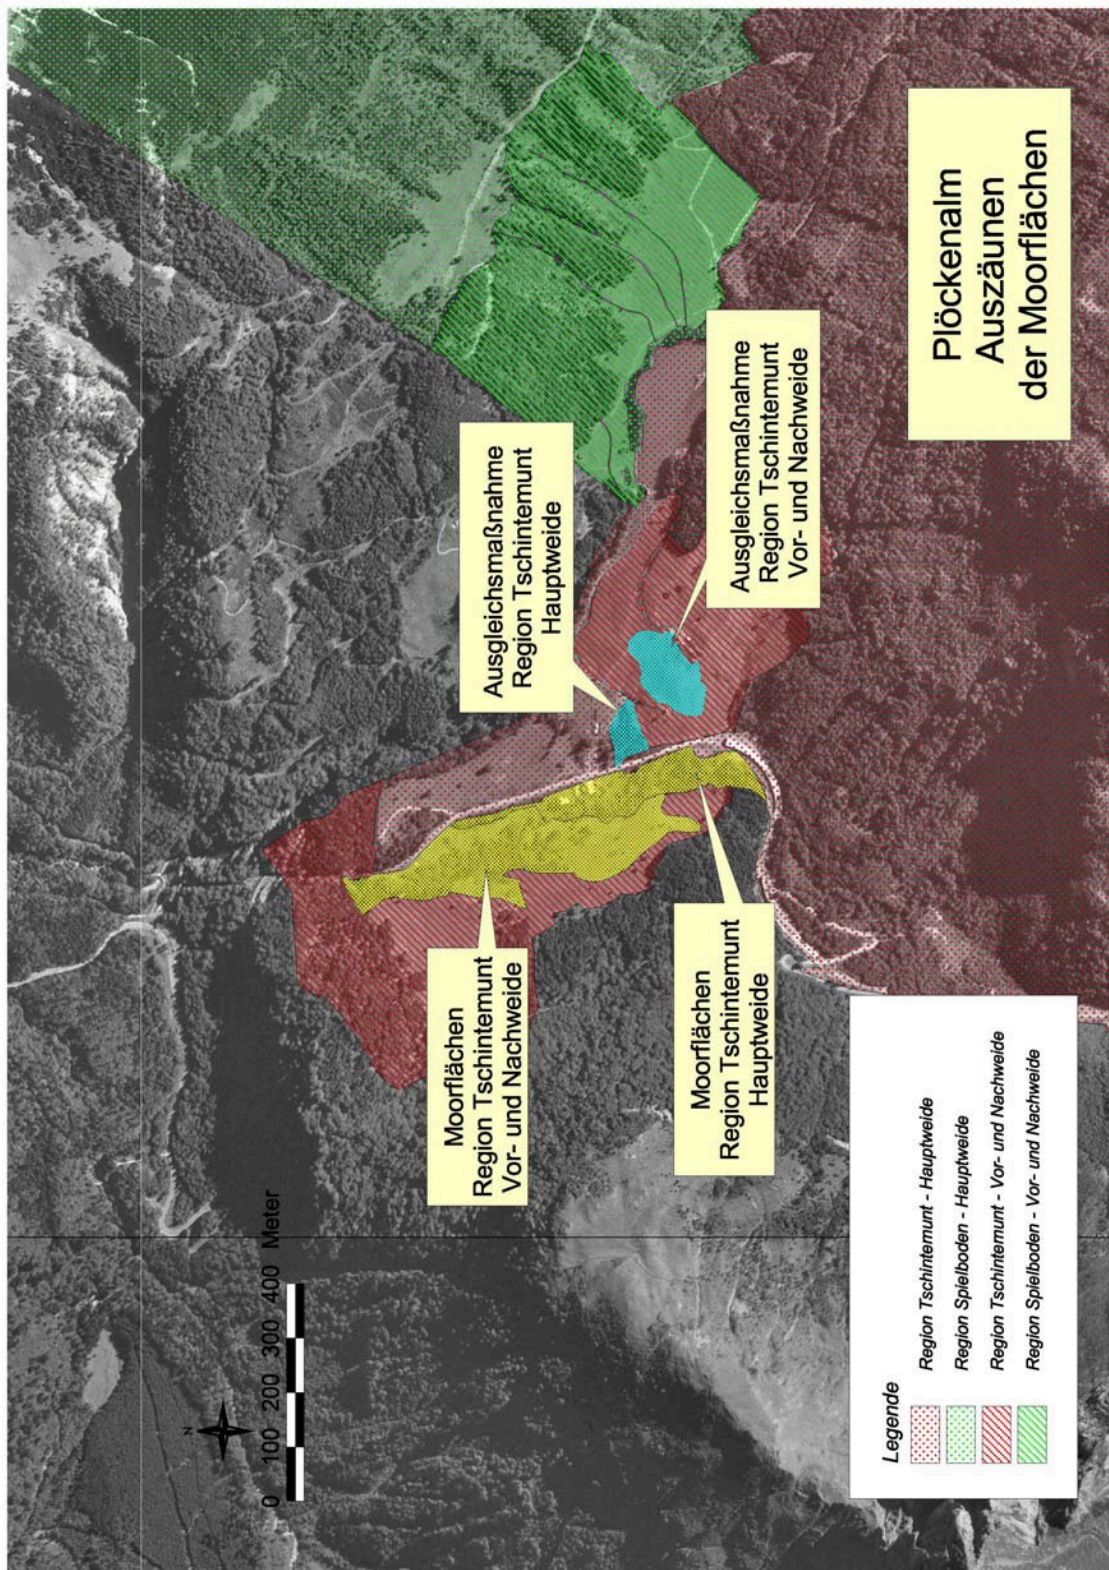 Plöckenalm
Auszäunen
der Moorflächen
Ausgleichsmaßnahme
Region Tschintemunt
Hauptweide
Ausgleichsmaßnahme
Region Tschintemunt
Vor- und Nachweide
Moorflächen
Region Tschintemunt
Vor- und Nachweide
Moorflächen
Region Tschintemunt
Hauptweide
N
0 100 200 300 400 Meter
Legende
Region Tschintemunt - Hauptweide
Region Spielboden - Hauptweide
Region Tschintemunt - Vor- und Nachweide
Region Spielboden - Vor- und Nachweide